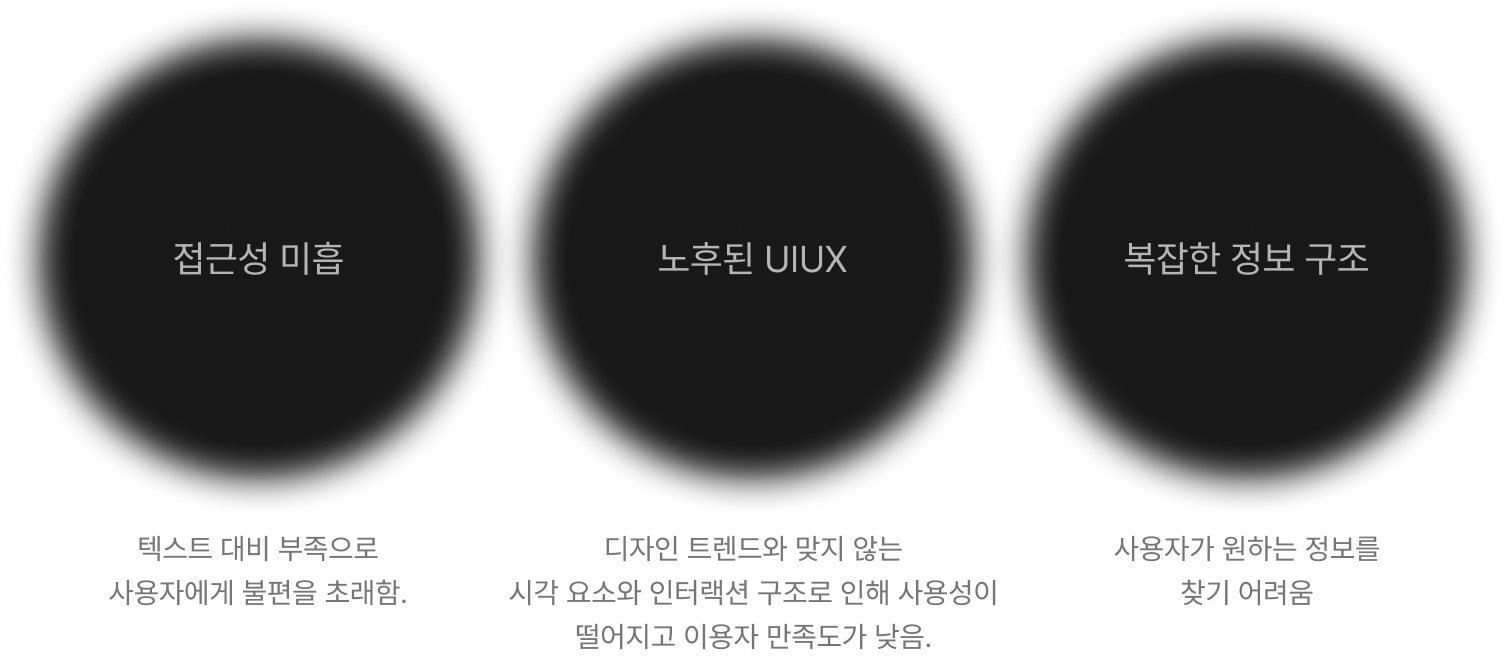 접근성 미흡
노후된 UIUX
복잡한 정보 구조
텍스트 대비 부족으로
사용자에게 불편을 초래함.
디자인 트렌드와 맞지 않는
시각 요소와 인터랙션 구조로 인해 사용성이
떨어지고 이용자 만족도가 낮음.
사용자가 원하는 정보를
찾기 어려움